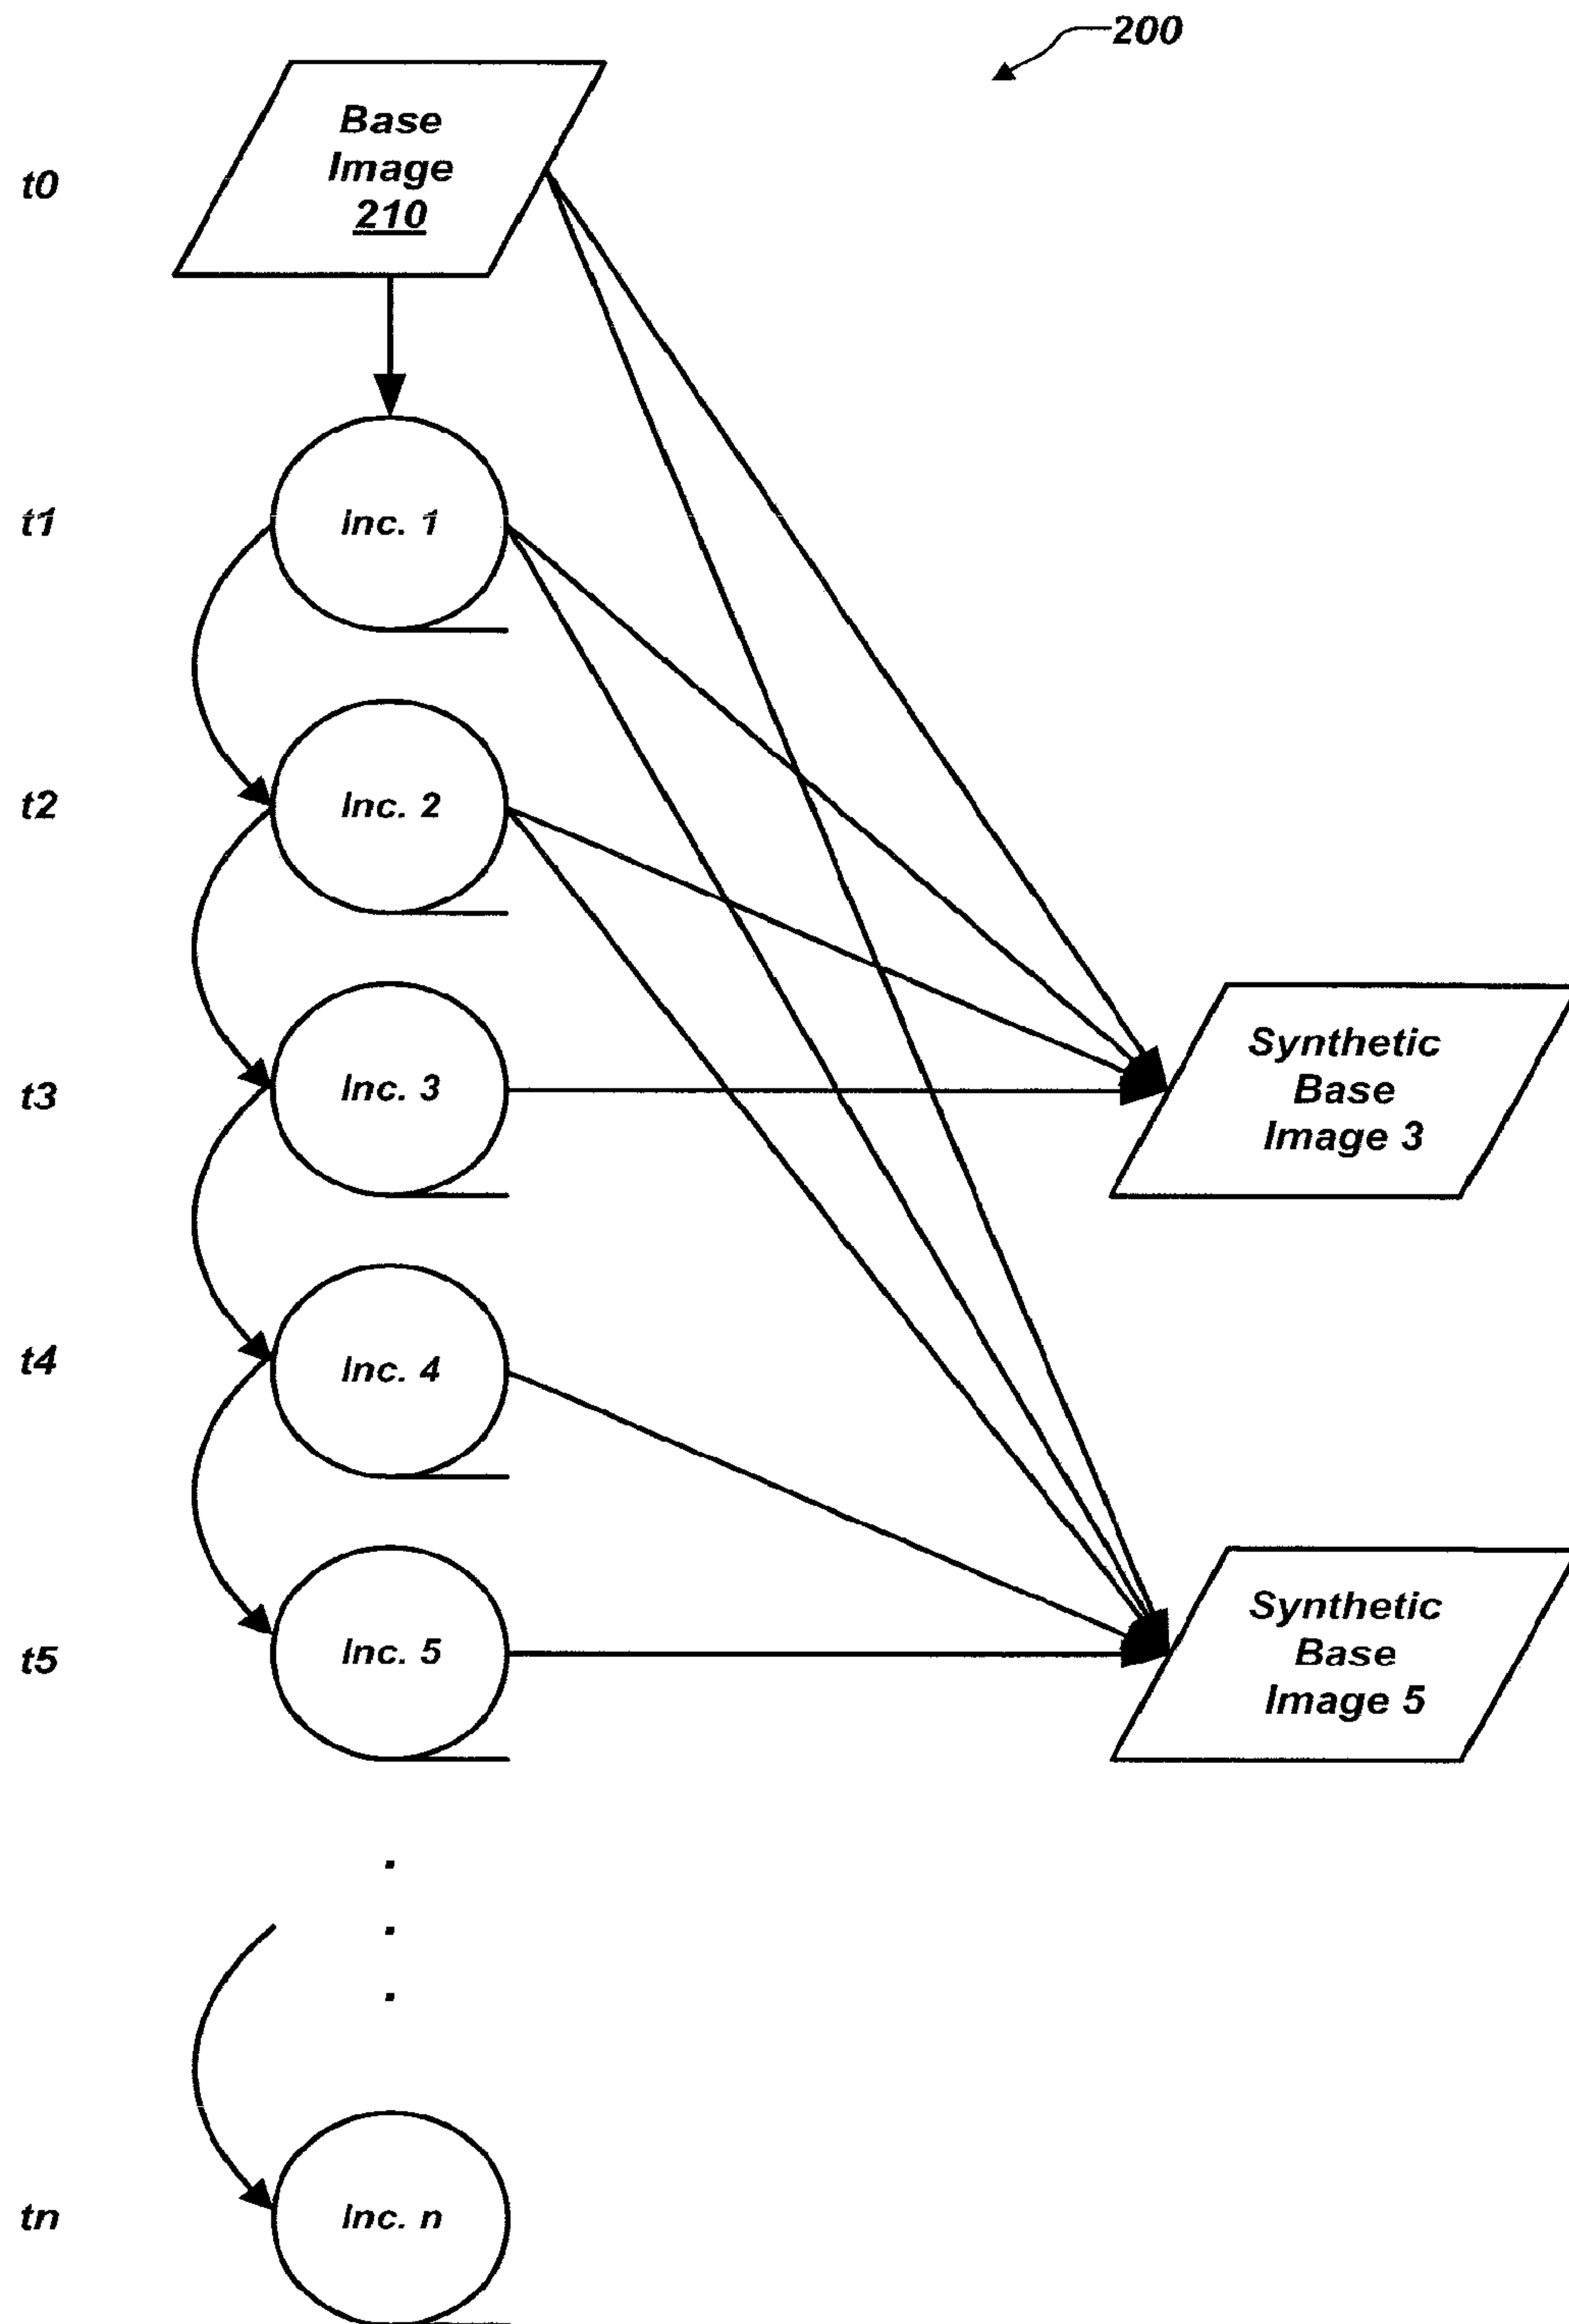 200
Base
Image
210
t0
Inc. 1
t1
Inc. 2
t2
Inc. 3
t3
Synthetic
Base
Image 3
Inc. 4
t4
Inc. 5
t5
Synthetic
Base
Image 5
.
.
.
Inc. n
tn